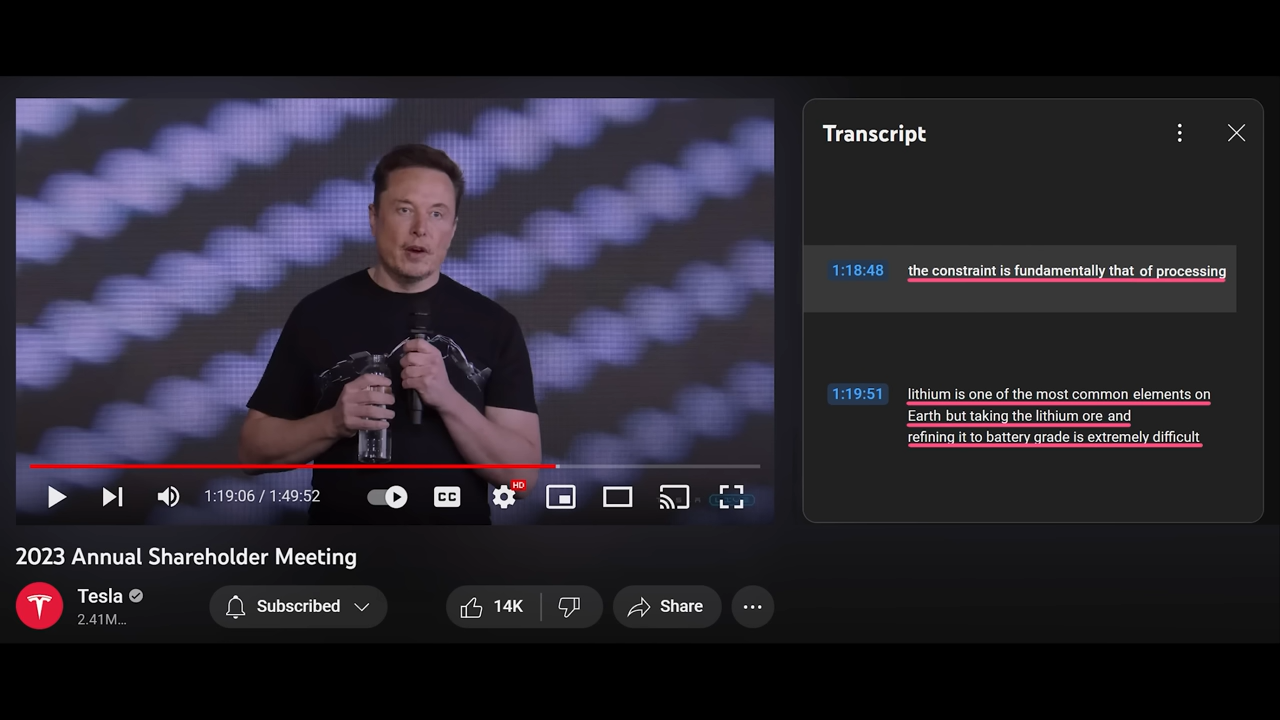 Transcript
1:18:48 the constraint is fundamentally that of processing
1:19:51 lithium is one of the most common elements on
Earth but taking the lithium ore and
refining it to battery grade is extremely difficult
HD
1:19:06 / 1:49:52
CC
2023 Annual Shareholder Meeting
Tesla
2.41M...
Subscribed
14K
Share